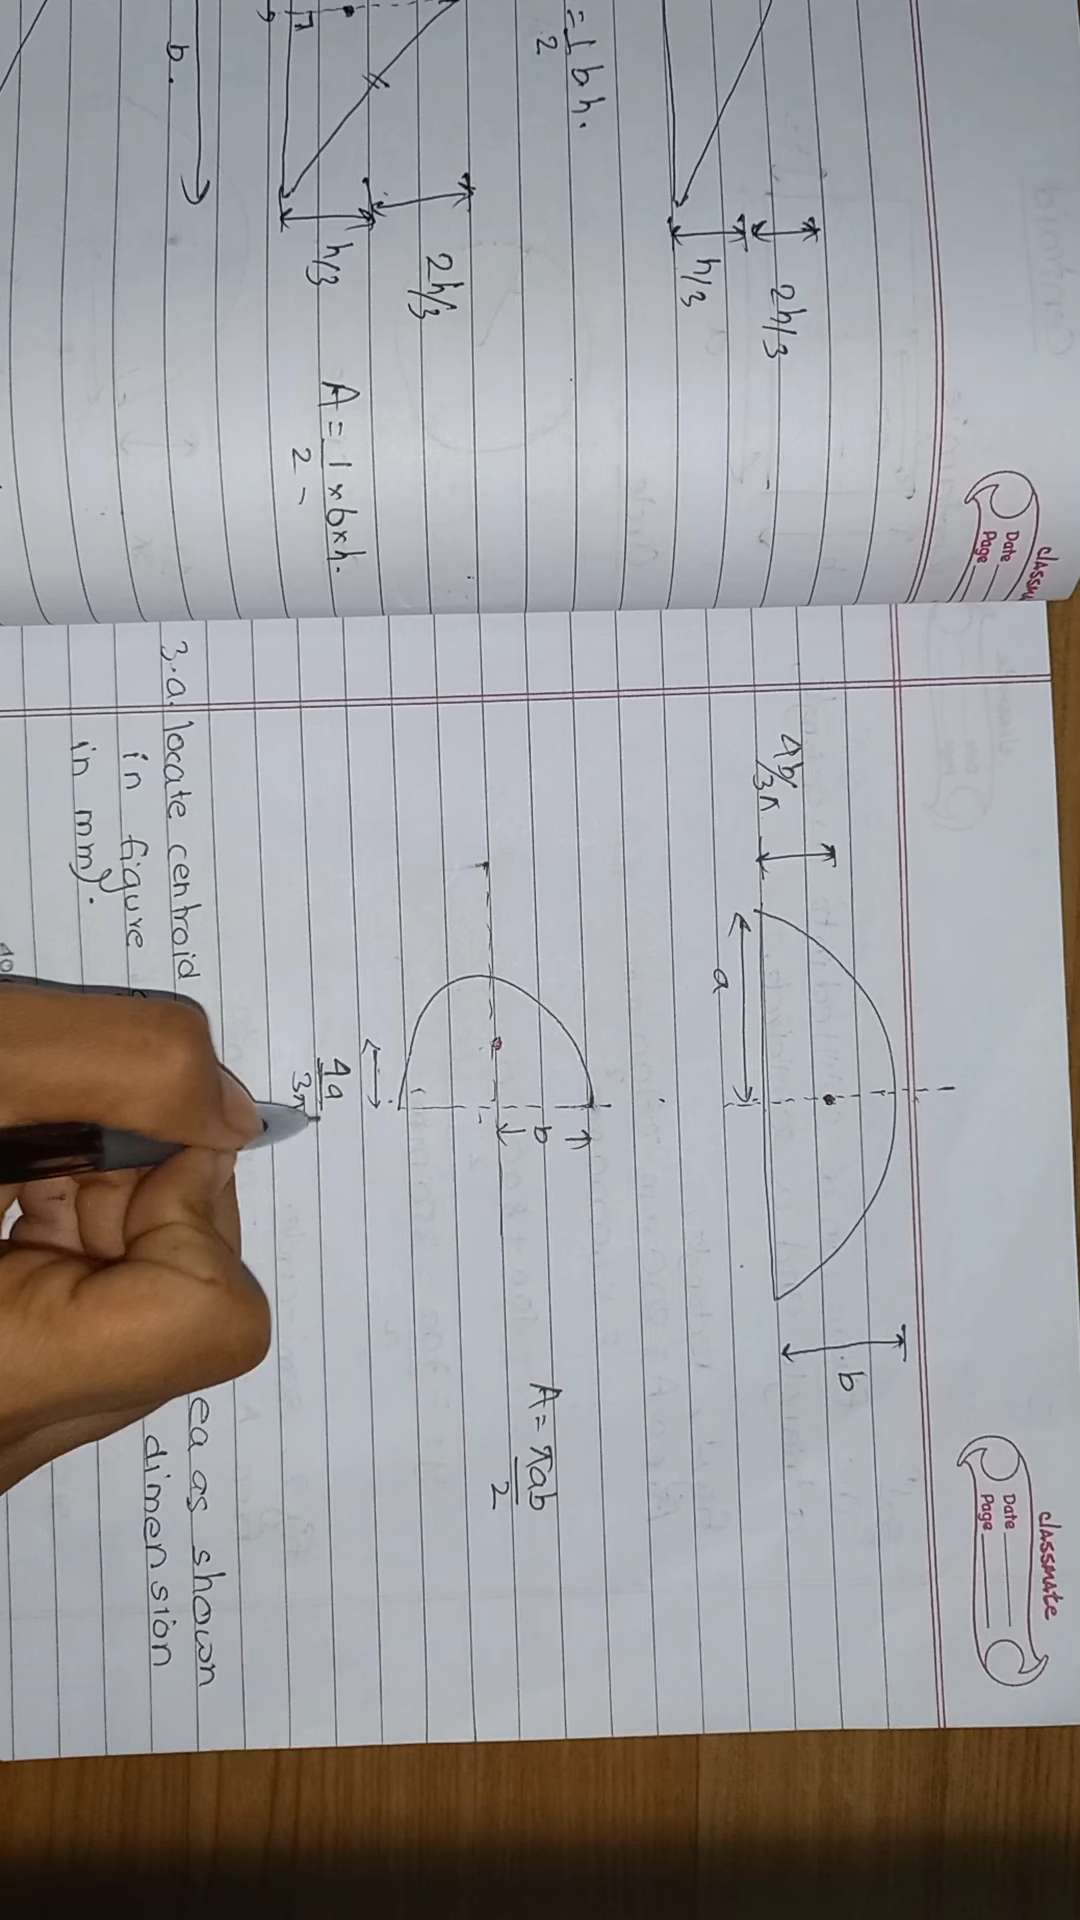 = 1/2 b h.
h/3
2h/3
b.
h/3
2h/3
A = 1/2 × b × h.
classmate
Date
Page
classmate
Date
Page
4b/3π
a
b
b
A = πab/2
4a/3π
3.a. locate centroid
ea as shown
in figure
dimension
in mm).